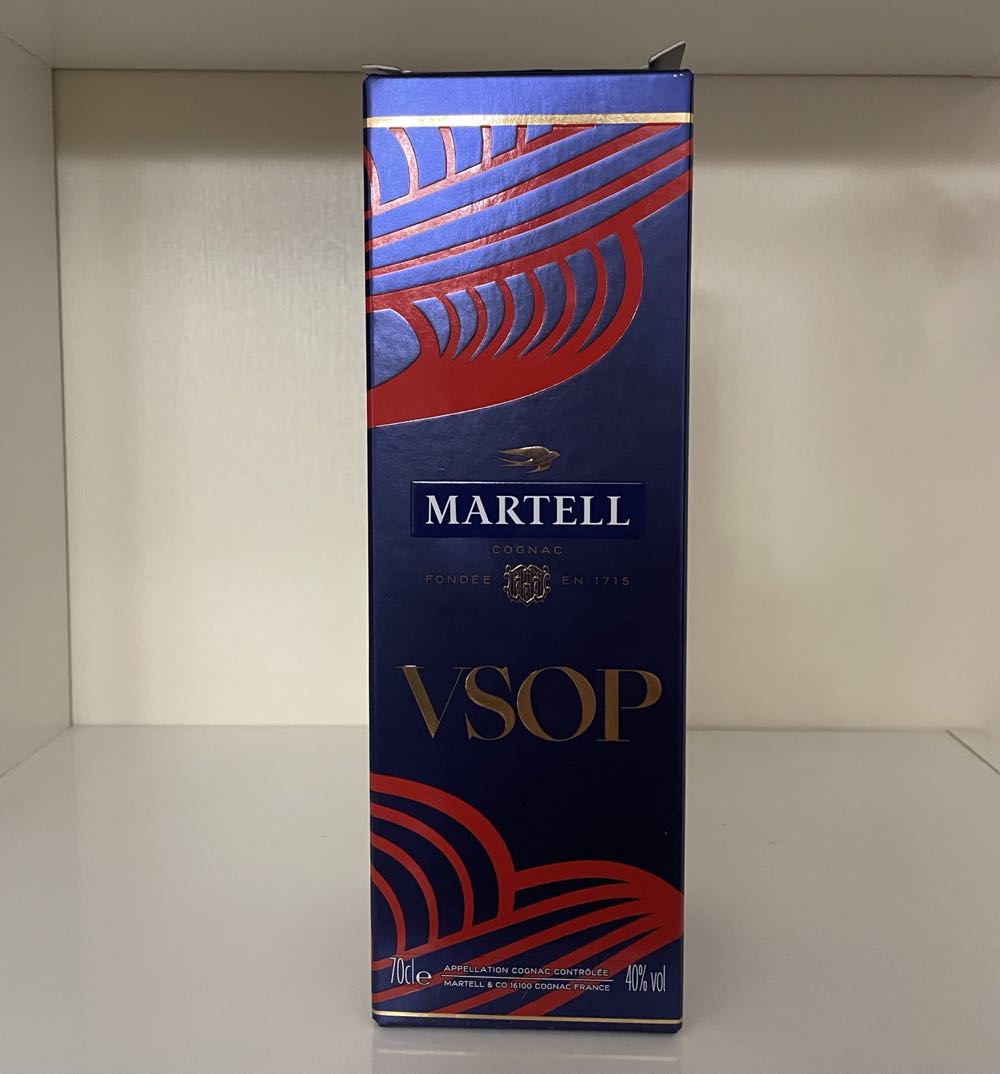 MARTELL
COGNAC
FONDÉE EN 1715
VSOP
70cl e APPELLATION COGNAC CONTRÔLÉE 40% vol
MARTELL & CO 16100 COGNAC FRANCE